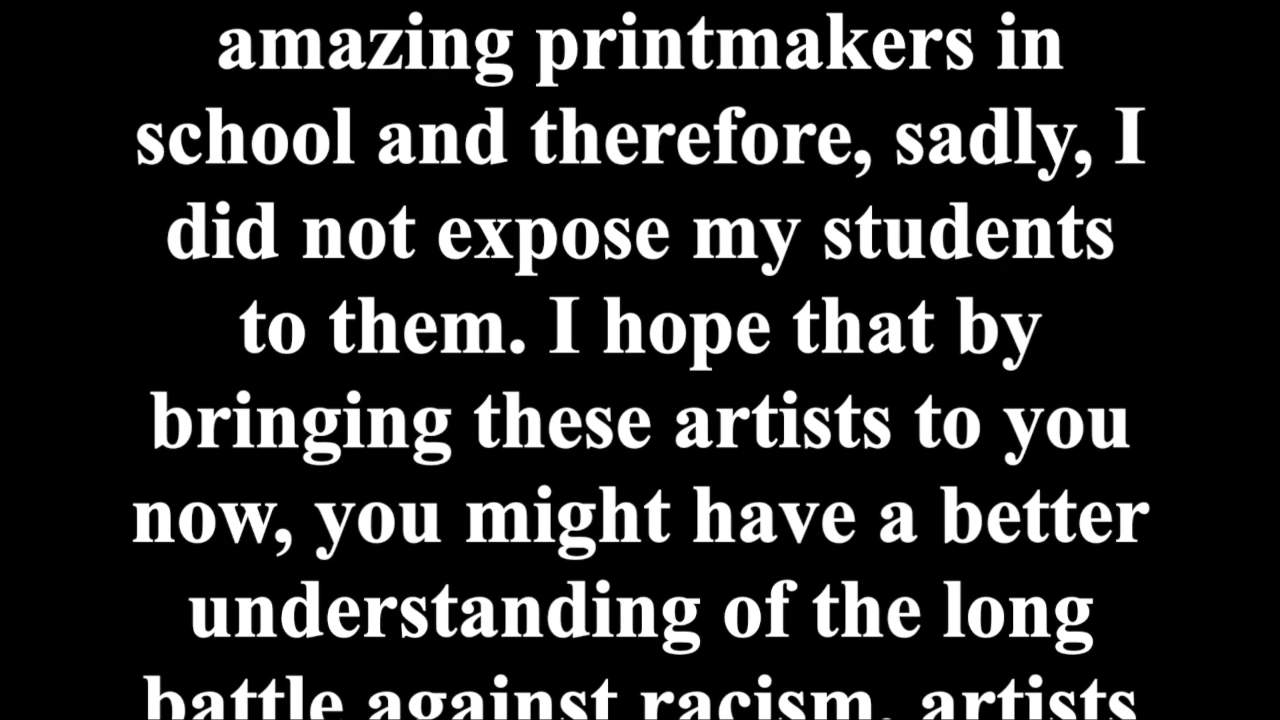 amazing printmakers in
school and therefore, sadly, I
did not expose my students
to them. I hope that by
bringing these artists to you
now, you might have a better
understanding of the long
battle against racism, artists